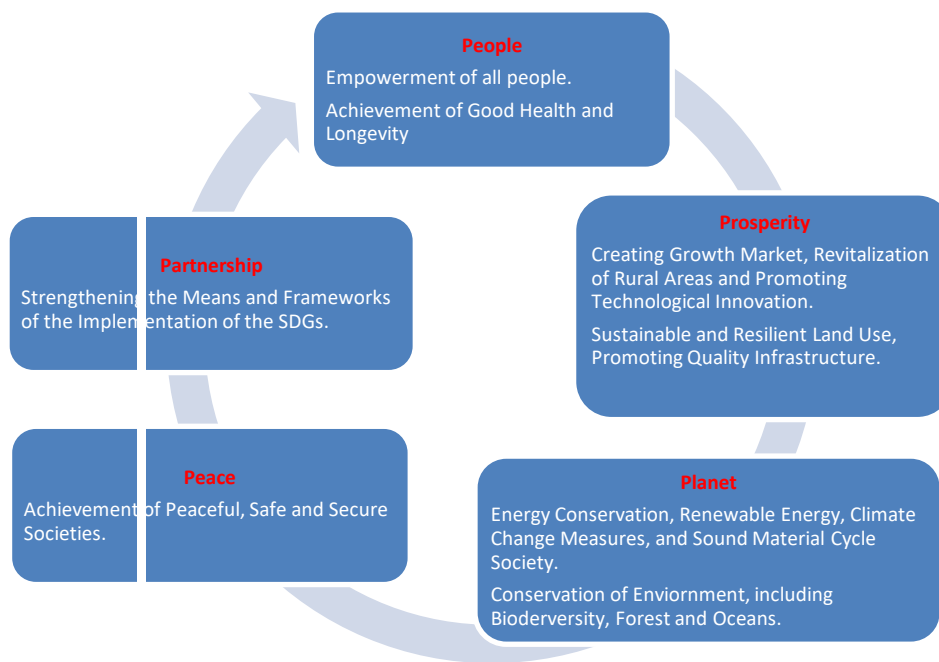 People
Empowerment of all people.
Achievement of Good Health and
Longevity
Prosperity
Creating Growth Market, Revitalization
of Rural Areas and Promoting
Technological Innovation.
Sustainable and Resilient Land Use,
Promoting Quality Infrastructure.
Planet
Energy Conservation, Renewable Energy, Climate
Change Measures, and Sound Material Cycle
Society.
Conservation of Enviornment, including
Bioderversity, Forest and Oceans.
Peace
Achievement of Peaceful, Safe and Secure
Societies.
Partnership
Strengthening the Means and Frameworks
of the Implementation of the SDGs.